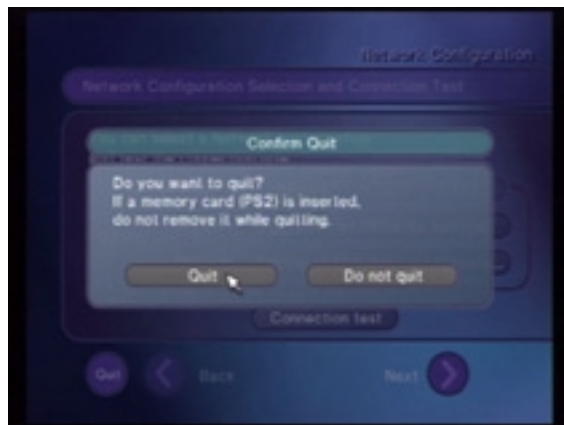 Network Configuration
Network Configuration Selection and Connection Test
Confirm Quit
Do you want to quit?
If a memory card (PS2) is inserted,
do not remove it while quitting.
Quit
Do not quit
Connection test
Quit
Back
Next